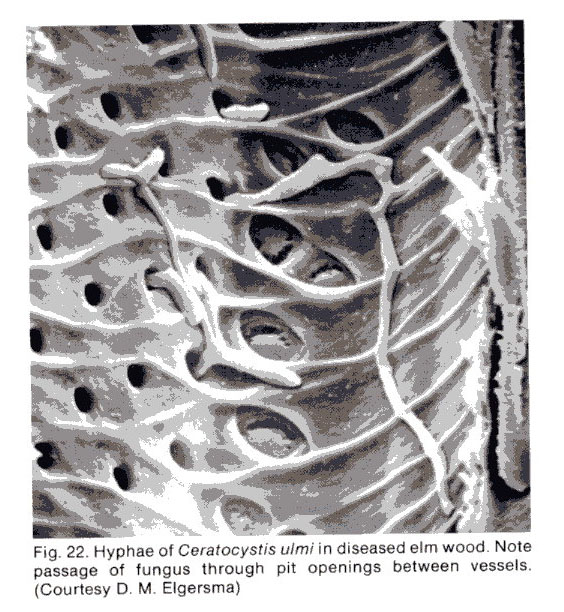 Fig. 22. Hyphae of Ceratocystis ulmi in diseased elm wood. Note
passage of fungus through pit openings between vessels.
(Courtesy D. M. Elgersma)